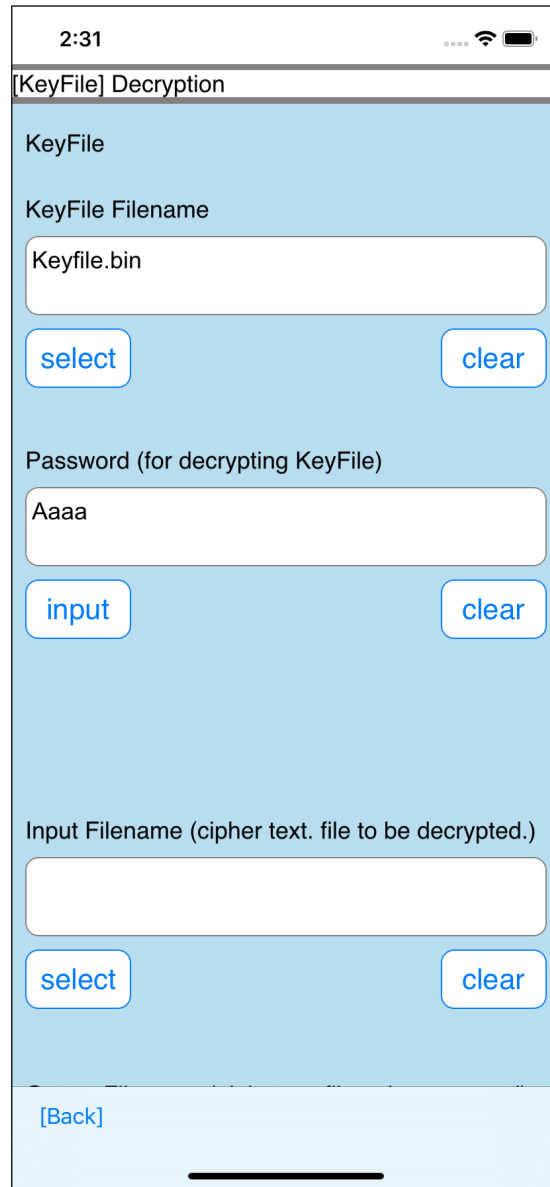 2:31
[KeyFile] Decryption
KeyFile
KeyFile Filename
Keyfile.bin
select clear
Password (for decrypting KeyFile)
Aaaa
input clear
Input Filename (cipher text. file to be decrypted.)
select clear
[Back]